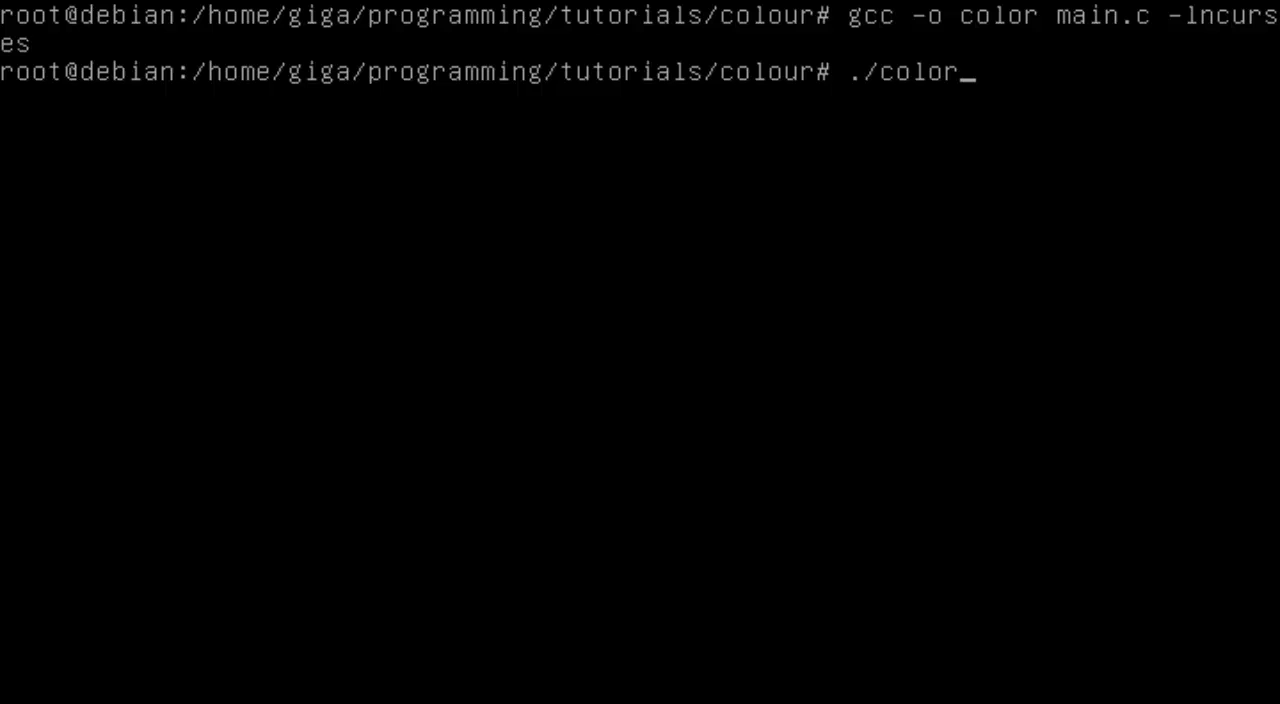 root@debian:/home/giga/programming/tutorials/colour# gcc -o color main.c -lncurs
es
root@debian:/home/giga/programming/tutorials/colour# ./color_